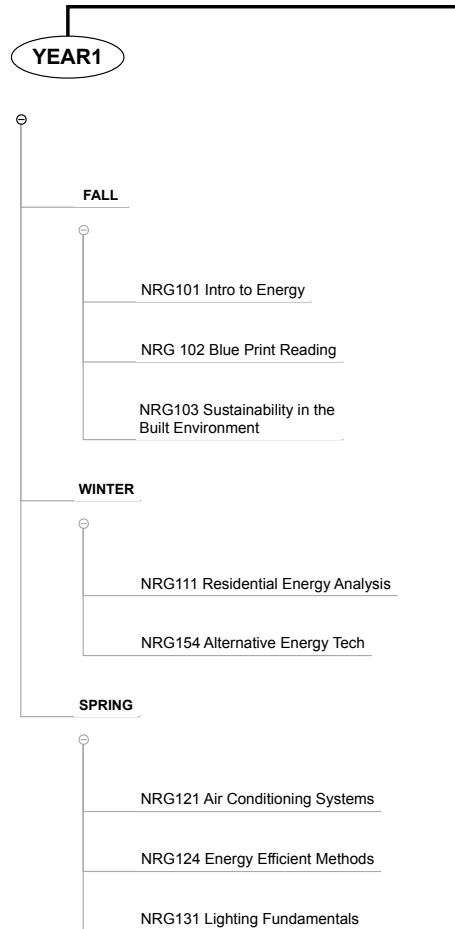 YEAR1
FALL
NRG101 Intro to Energy
NRG 102 Blue Print Reading
NRG103 Sustainability in the
Built Environment
WINTER
NRG111 Residential Energy Analysis
NRG154 Alternative Energy Tech
SPRING
NRG121 Air Conditioning Systems
NRG124 Energy Efficient Methods
NRG131 Lighting Fundamentals